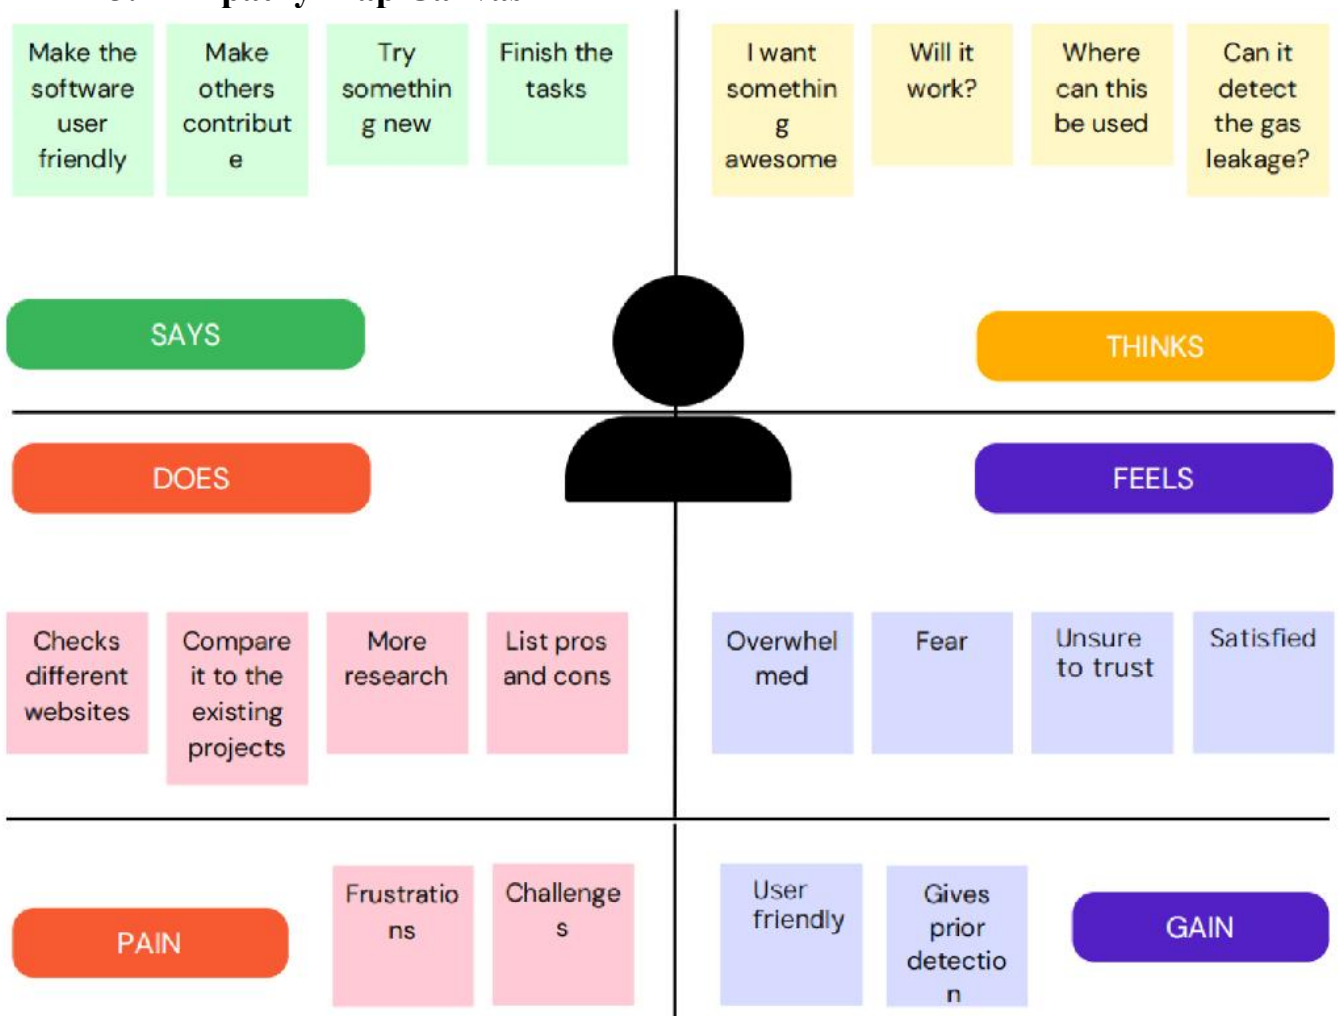 Map Canvas
Make the
software
user
friendly
Make
others
contribut
e
Try
somethin
g new
Finish the
tasks
I want
somethin
g
awesome
Will it
work?
Where
can this
be used
Can it
detect
the gas
leakage?
SAYS
THINKS
DOES
FEELS
Checks
different
websites
Compare
it to the
existing
projects
More
research
List pros
and cons
Overwhel
med
Fear
Unsure
to trust
Satisfied
PAIN
Frustratio
ns
Challenge
s
User
friendly
Gives
prior
detectio
n
GAIN